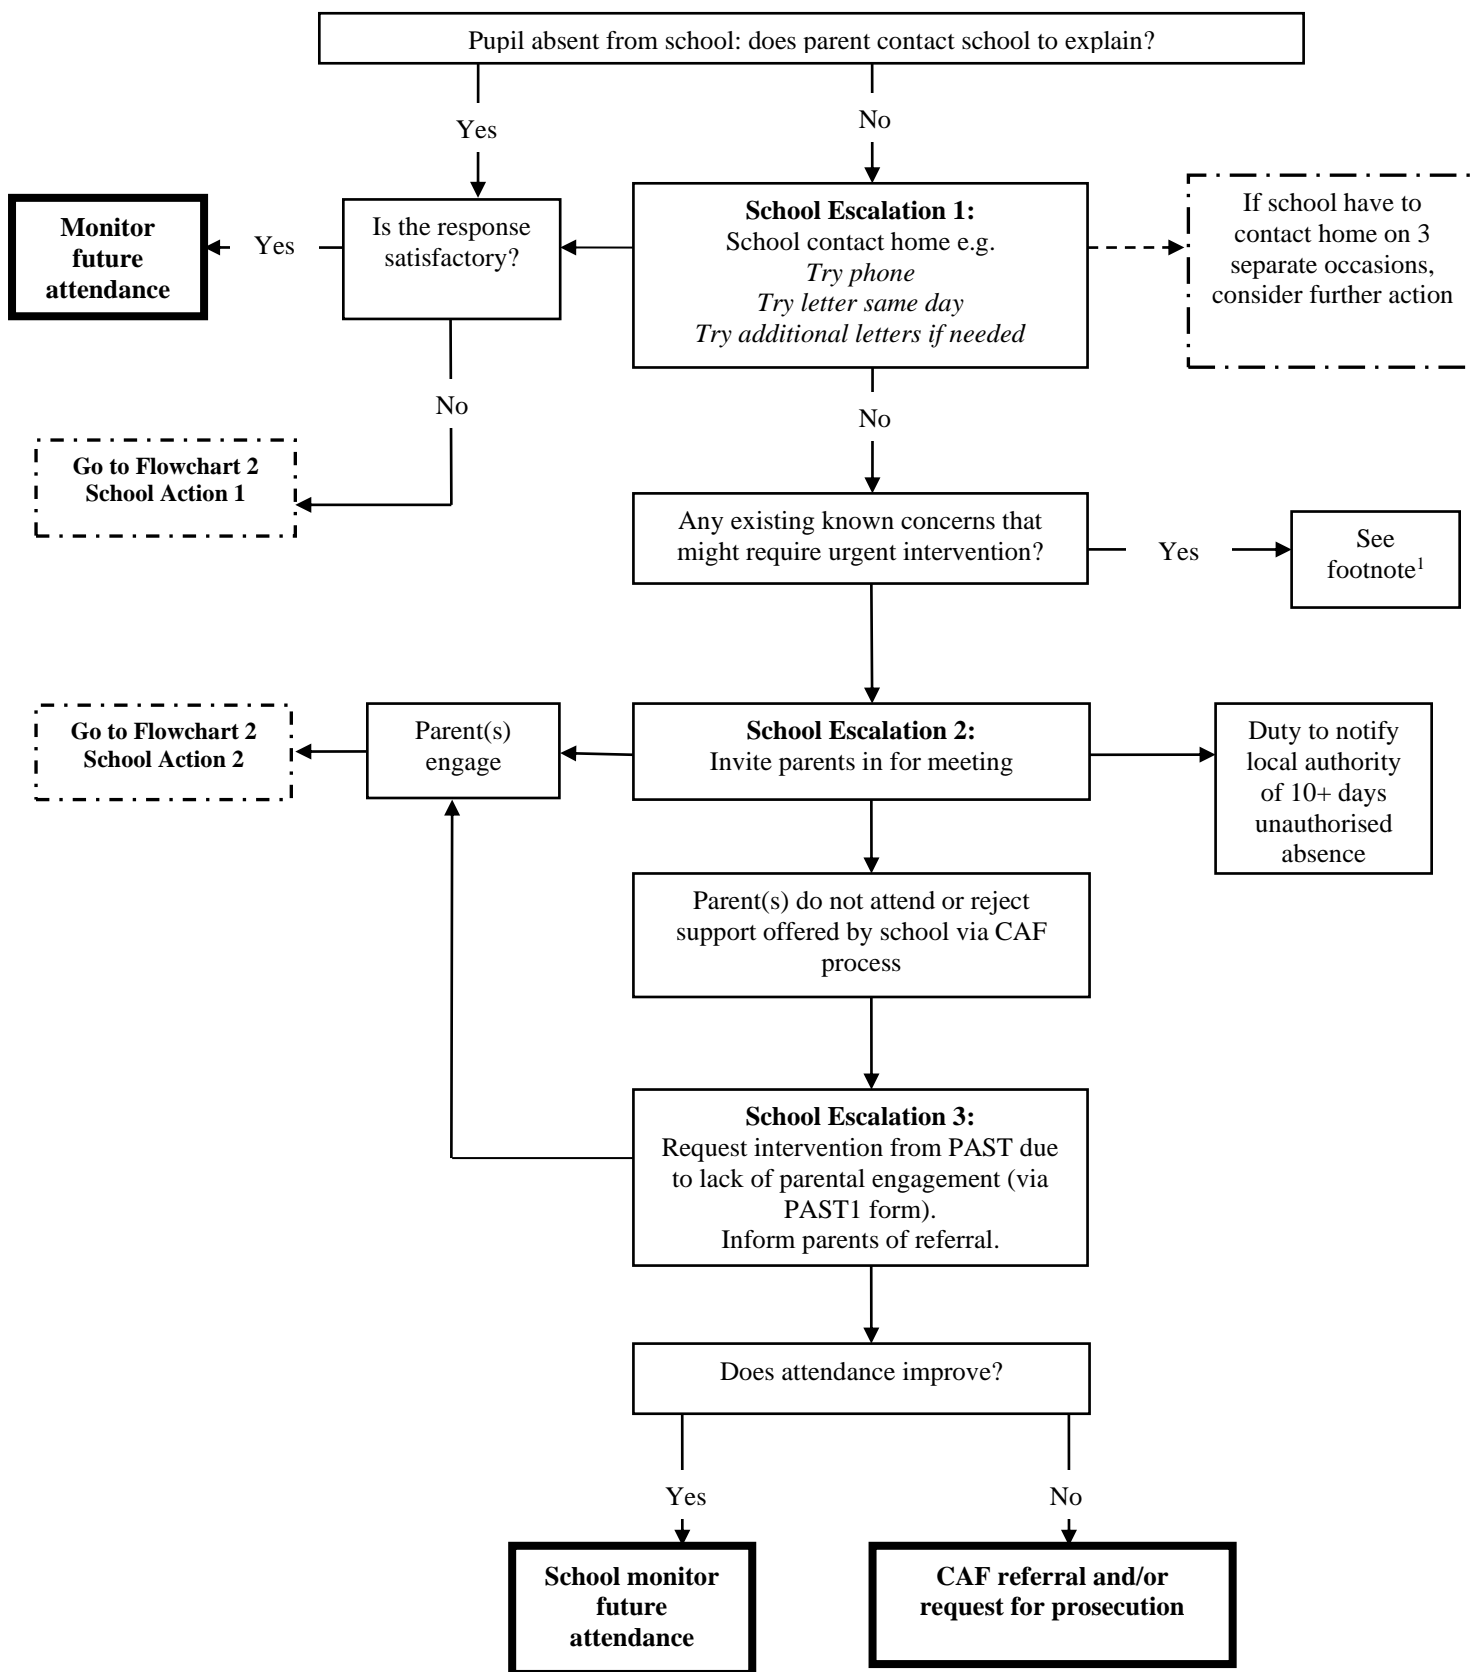 Pupil absent from school: does parent contact school to explain?
Yes
No
Monitor
future
attendance
Yes
Is the response
satisfactory?
School Escalation 1:
School contact home e.g.
Try phone
Try letter same day
Try additional letters if needed
If school have to
contact home on 3
separate occasions,
consider further action
No
No
Go to Flowchart 2
School Action 1
Any existing known concerns that
might require urgent intervention?
Yes
See
footnote¹
Go to Flowchart 2
School Action 2
Parent(s)
engage
School Escalation 2:
Invite parents in for meeting
Duty to notify
local authority
of 10+ days
unauthorised
absence
Parent(s) do not attend or reject
support offered by school via CAF
process
School Escalation 3:
Request intervention from PAST due
to lack of parental engagement (via
PAST1 form).
Inform parents of referral.
Does attendance improve?
Yes
No
School monitor
future
attendance
CAF referral and/or
request for prosecution